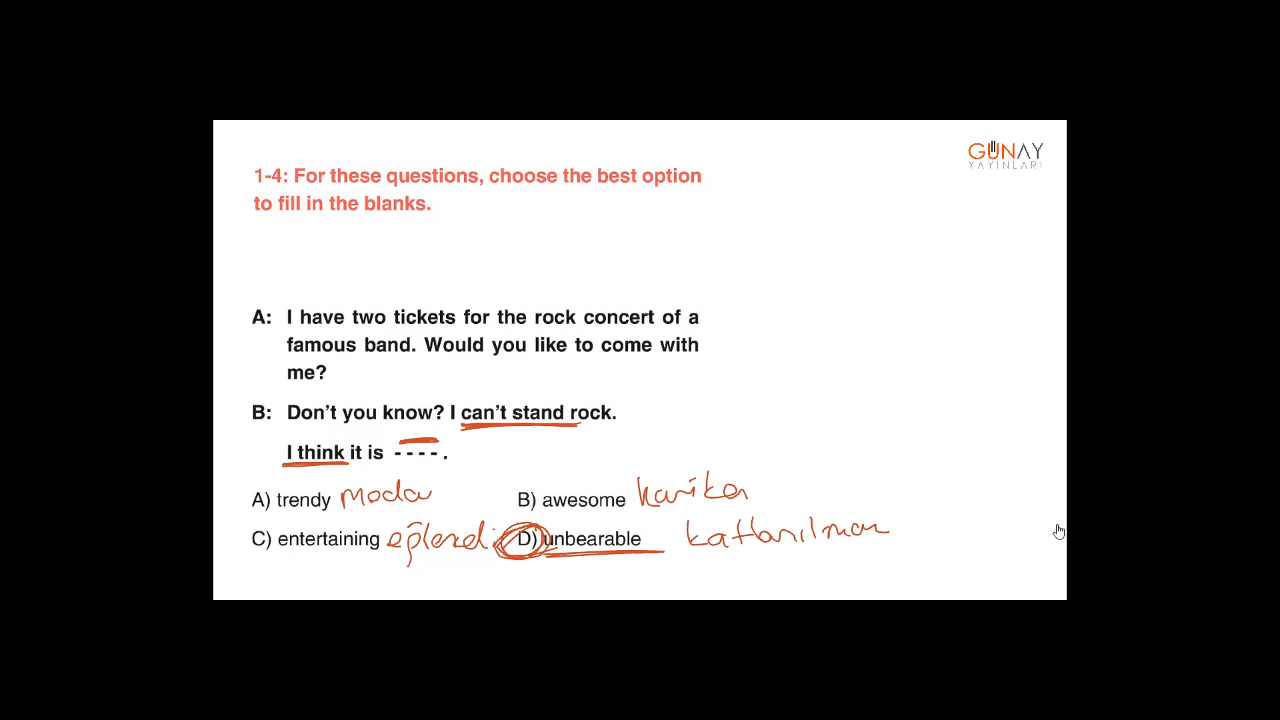 GÜNAY
YAYINLARI
1-4: For these questions, choose the best option
to fill in the blanks.
A: I have two tickets for the rock concert of a
famous band. Would you like to come with
me?
B: Don't you know? I can't stand rock.
I think it is - - - - .
A) trendy moda B) awesome harika
C) entertaining D) unbearable katlanılmaz